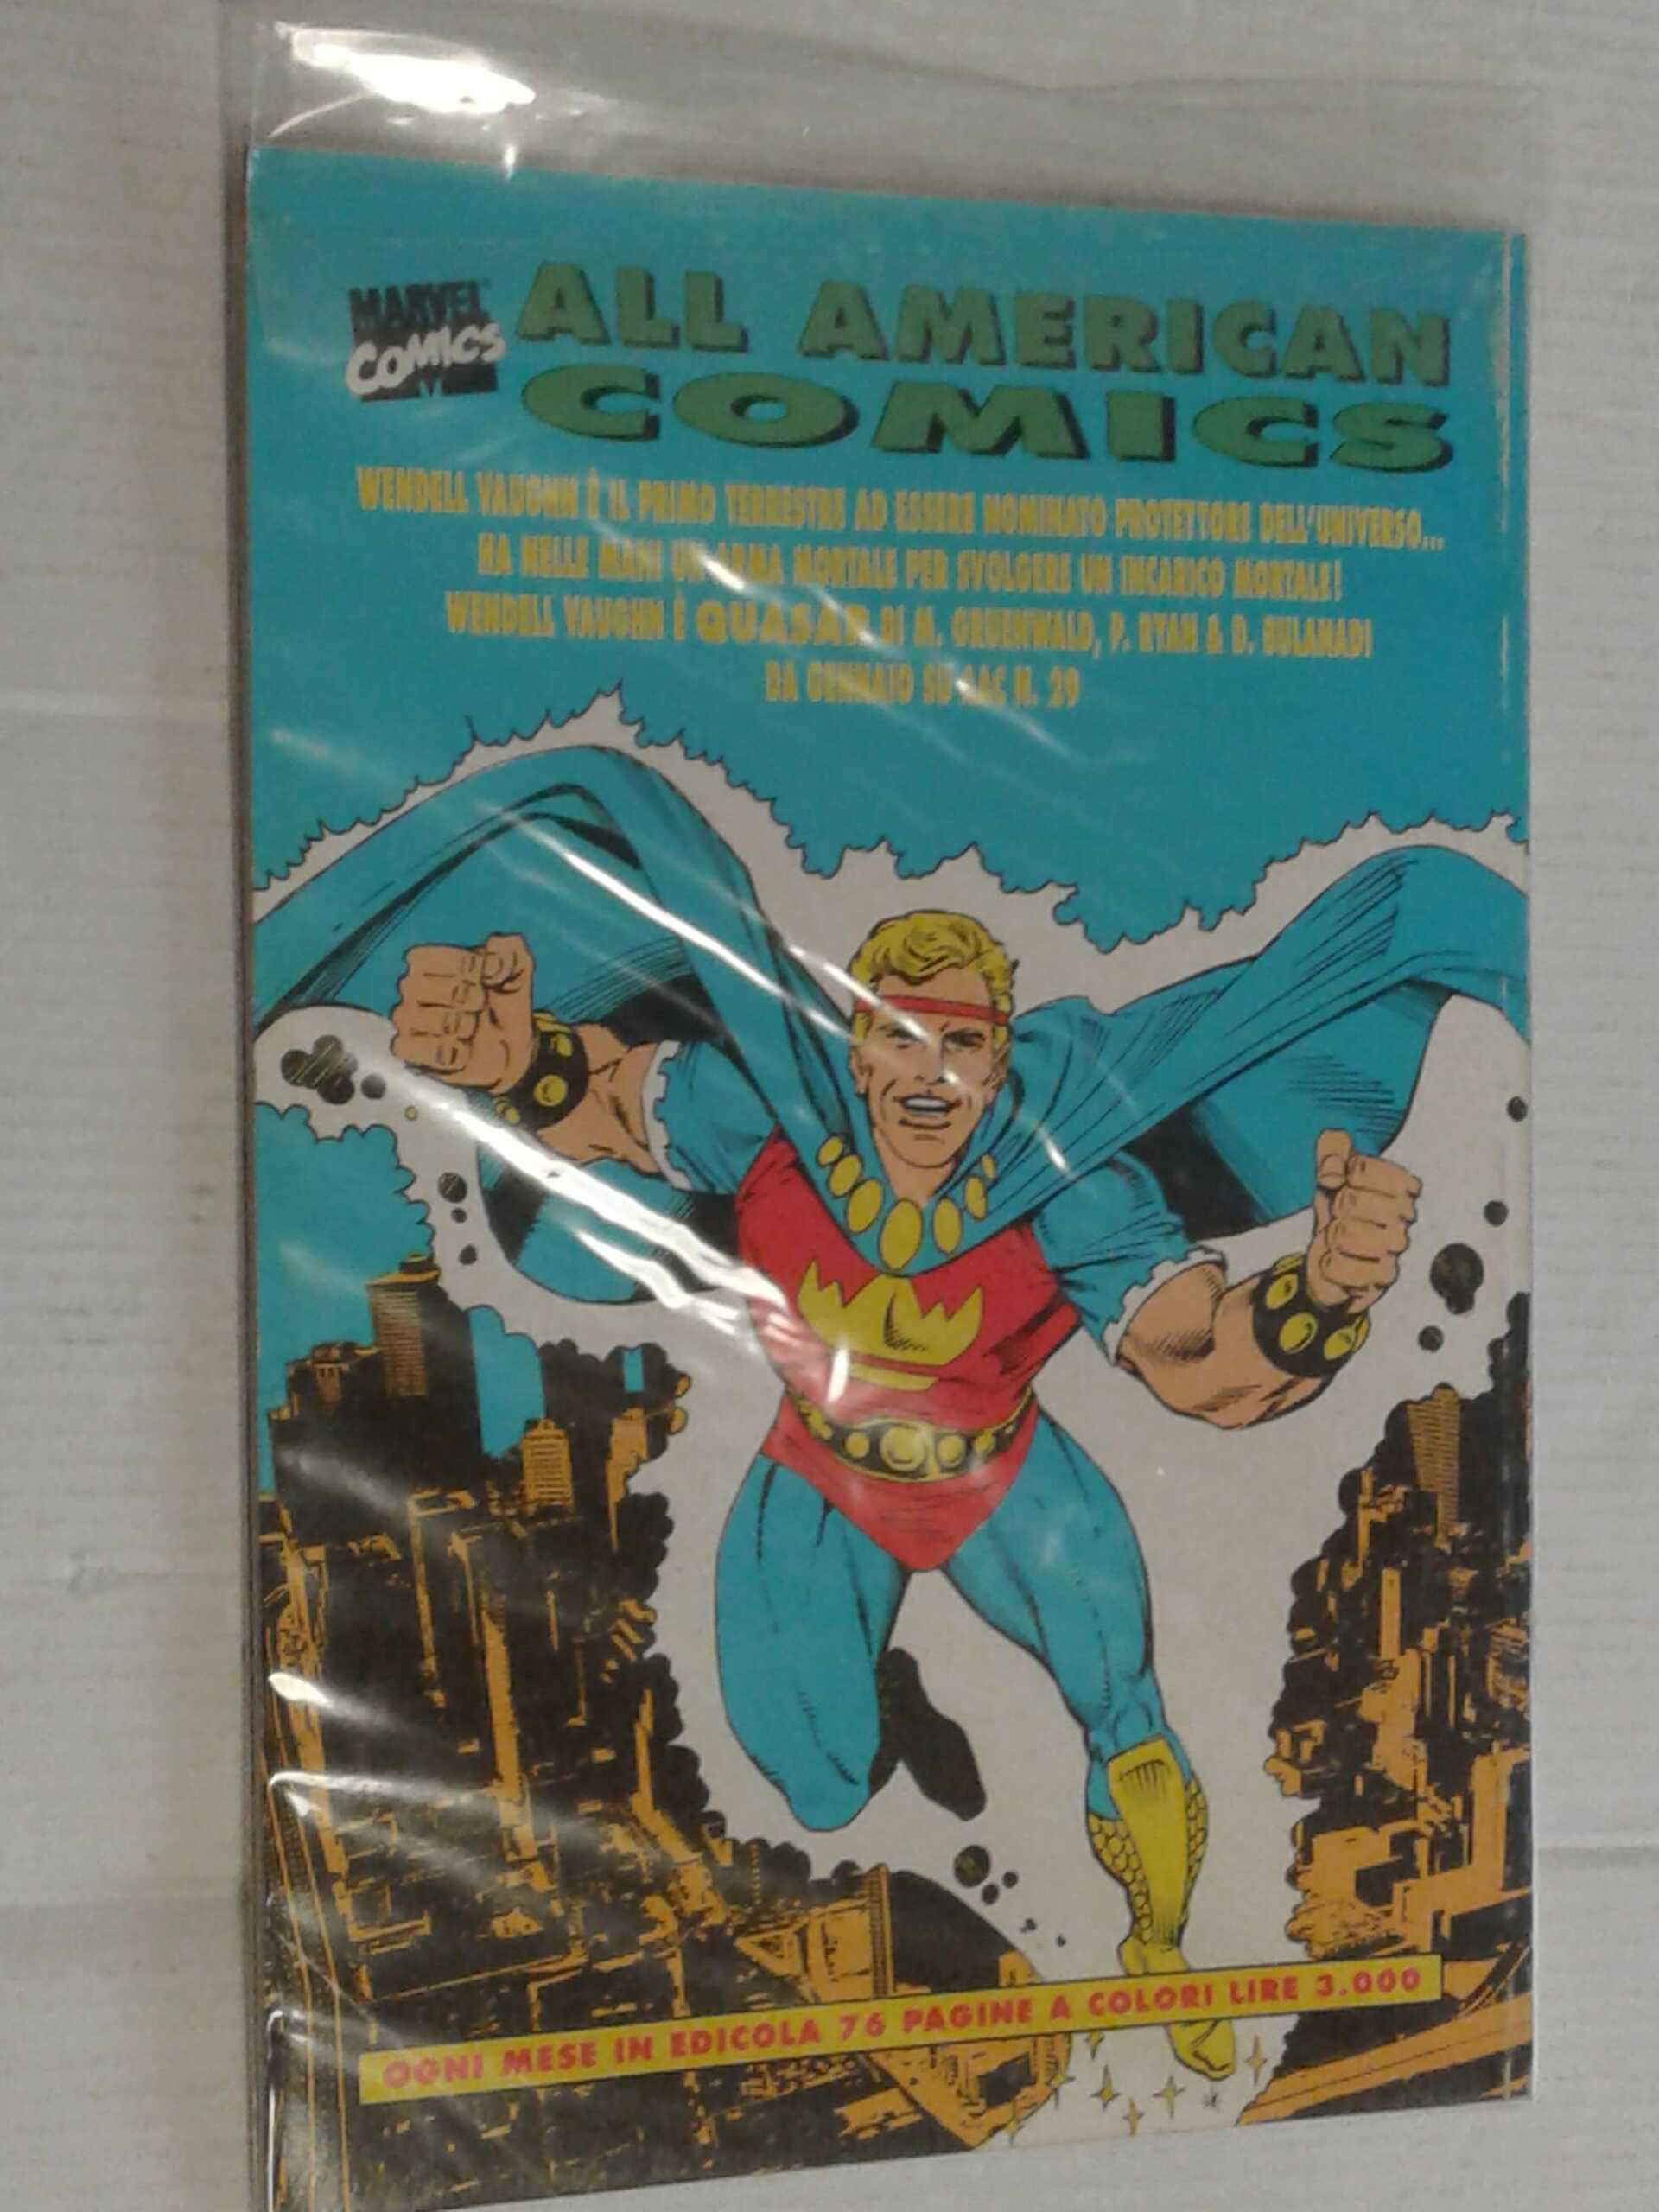 MARVEL
COMICS
ALL AMERICAN
COMICS
WENDELL VAUGHN È IL PRIMO TERRESTRE AD ESSERE NOMINATO PROTETTORE DELL'UNIVERSO...
HA NELLE MANI UN'ARMA MORTALE PER SVOLGERE UN INCARICO MORTALE!
WENDELL VAUGHN È QUASAR DI M. GRUENWALD, P. RYAN & D. BULANADI
DA GENNAIO SU AAC N. 29
OGNI MESE IN EDICOLA 76 PAGINE A COLORI LIRE 3.000